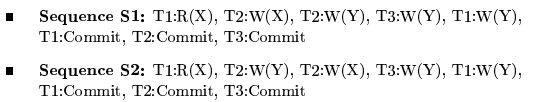 ▪ Sequence S1: T1:R(X), T2:W(X), T2:W(Y), T3:W(Y), T1:W(Y),
T1:Commit, T2:Commit, T3:Commit
▪ Sequence S2: T1:R(X), T2:W(Y), T2:W(X), T3:W(Y), T1:W(Y),
T1:Commit, T2:Commit, T3:Commit